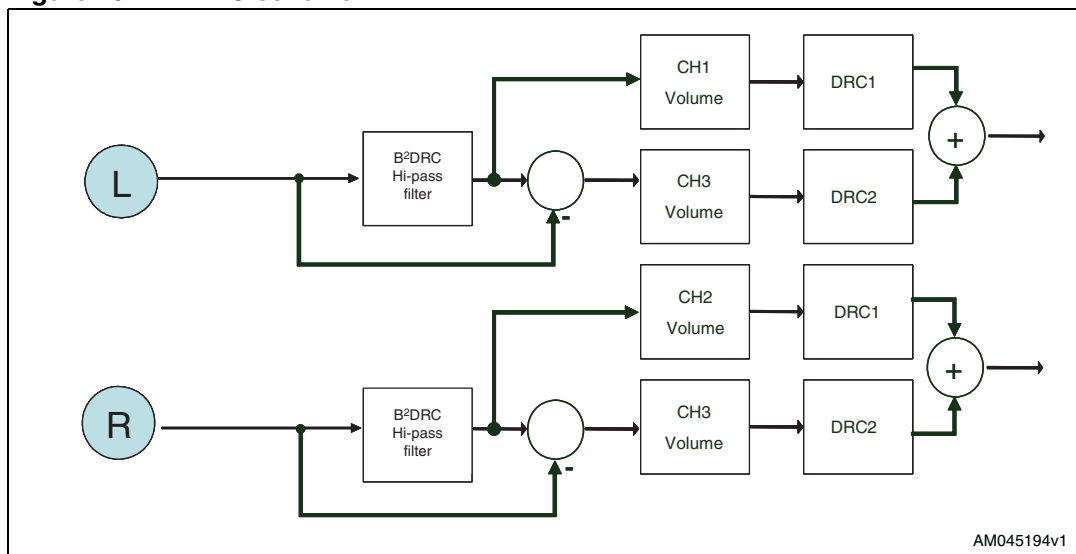 L
B²DRC
Hi-pass
filter
-
CH1
Volume
DRC1
CH3
Volume
DRC2
+
R
B²DRC
Hi-pass
filter
-
CH2
Volume
DRC1
CH3
Volume
DRC2
+
AM045194v1